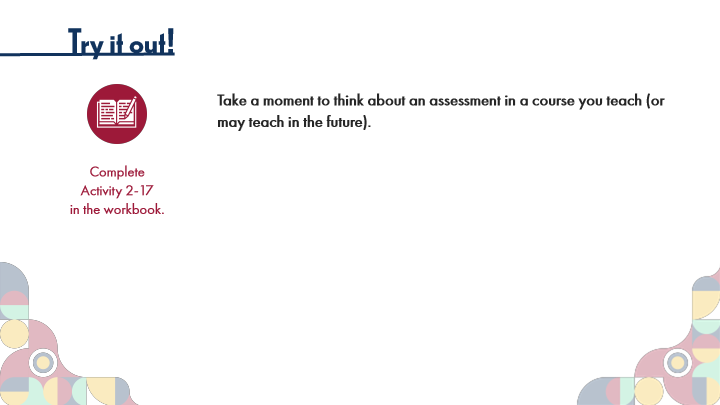 Try it out!
Take a moment to think about an assessment in a course you teach (or
may teach in the future).
Complete
Activity 2-17
in the workbook.